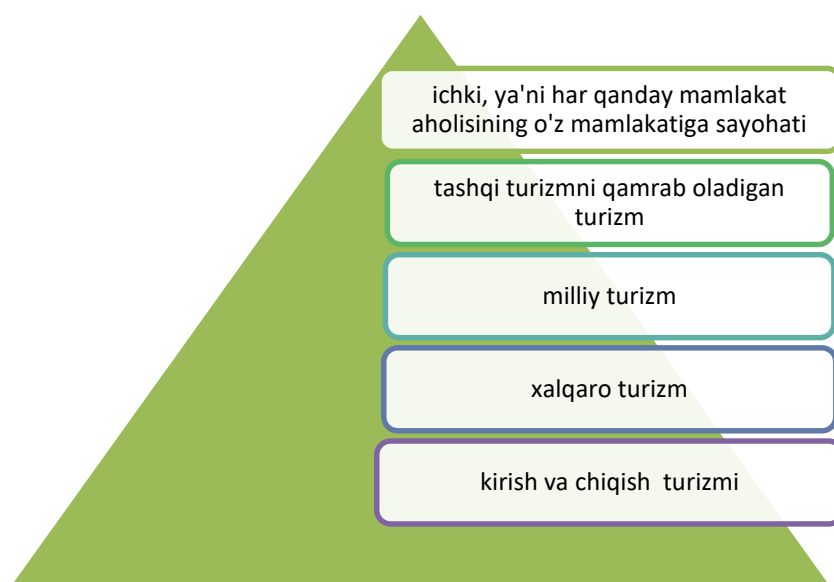 ichki, ya'ni har qanday mamlakat
aholisining o'z mamlakatiga sayohati
tashqi turizmni qamrab oladigan
turizm
milliy turizm
xalqaro turizm
kirish va chiqish turizmi